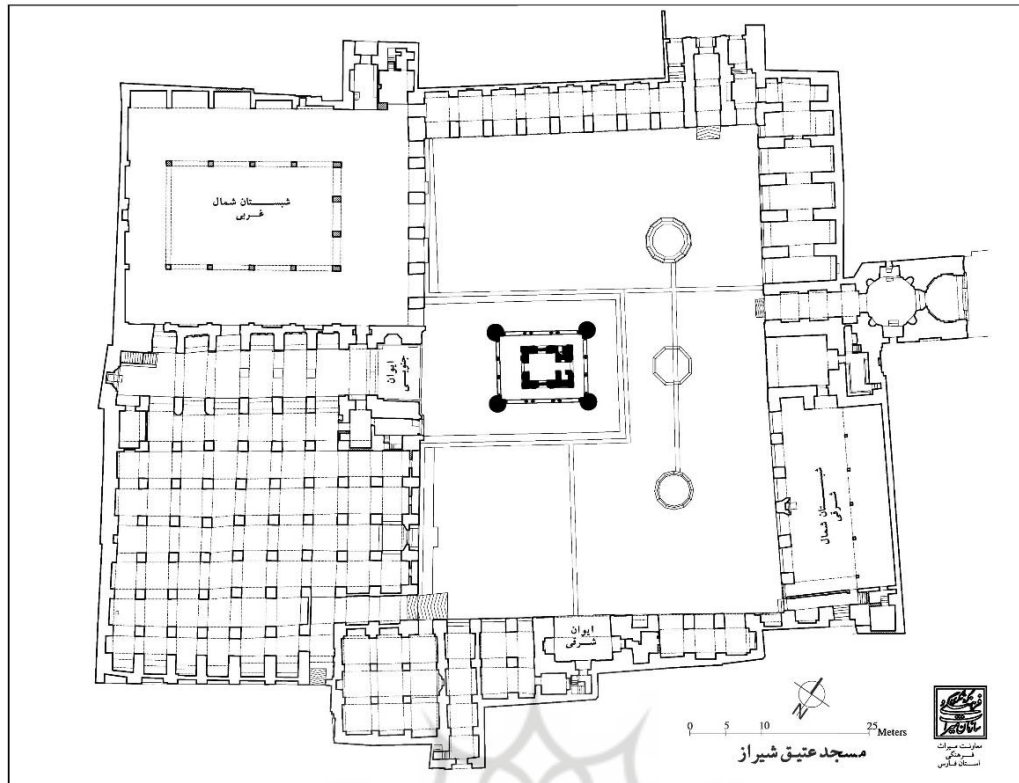 شبستان شمال
غربی
ایوان
جنوبی
شبستان شمال
شرقی
ایوان
شرقی
N
0 5 10 25 Meters
مسجد عتیق شیراز
معاونت میراث
فرهنگی
استان فارس